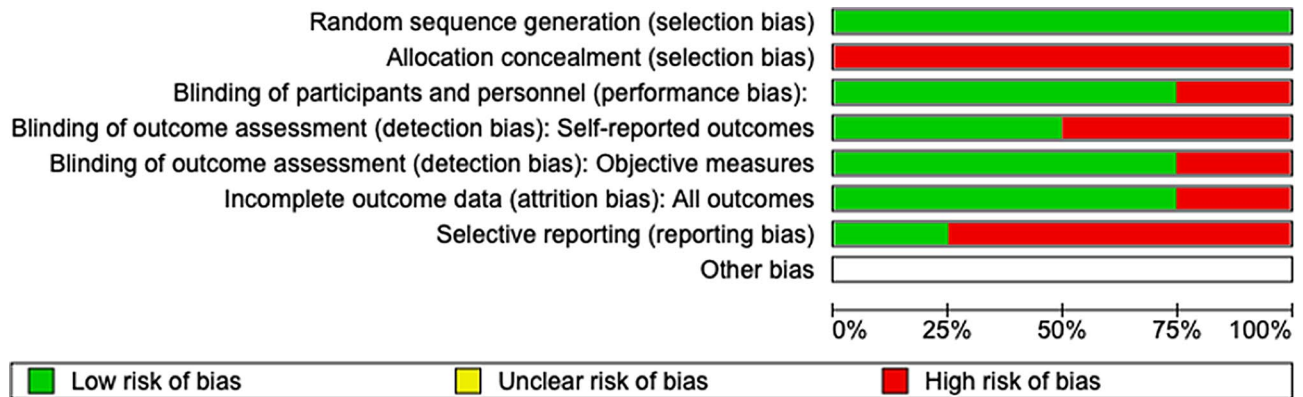 Random sequence generation (selection bias)
Allocation concealment (selection bias)
Blinding of participants and personnel (performance bias):
Blinding of outcome assessment (detection bias): Self-reported outcomes
Blinding of outcome assessment (detection bias): Objective measures
Incomplete outcome data (attrition bias): All outcomes
Selective reporting (reporting bias)
Other bias
0% 25% 50% 75% 100%
Low risk of bias Unclear risk of bias High risk of bias